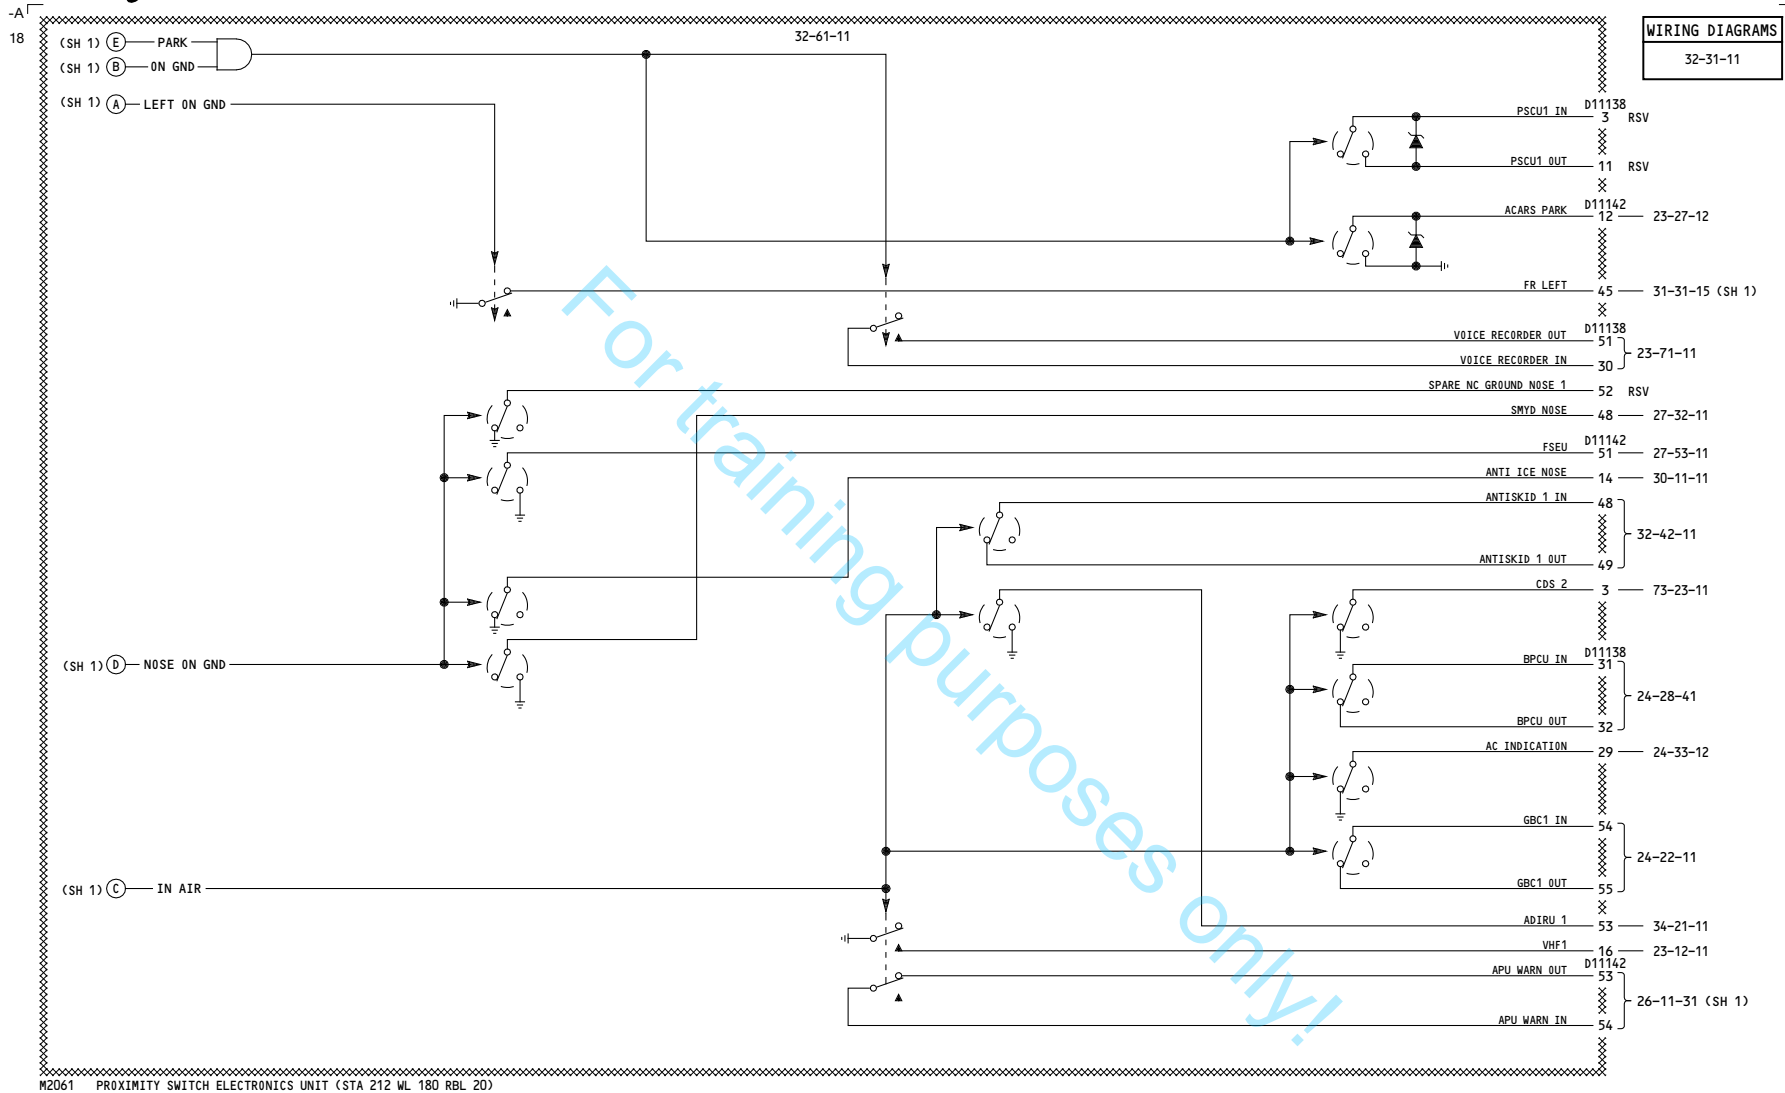 -A
18
32-61-11
WIRING DIAGRAMS
32-31-11
(SH 1) E PARK
(SH 1) B ON GND
(SH 1) A LEFT ON GND
D11138
PSCU1 IN 3 RSV
PSCU1 OUT 11 RSV
D11142
ACARS PARK 12 23-27-12
FR LEFT 45 31-31-15 (SH 1)
D11138
VOICE RECORDER OUT 51
23-71-11
VOICE RECORDER IN 30
SPARE NC GROUND NOSE 1 52 RSV
SMYD NOSE 48 27-32-11
D11142
FSEU 51 27-53-11
ANTI ICE NOSE 14 30-11-11
ANTISKID 1 IN 48
32-42-11
ANTISKID 1 OUT 49
CDS 2 3 73-23-11
D11138
(SH 1) D NOSE ON GND
BPCU IN 31
24-28-41
BPCU OUT 32
AC INDICATION 29 24-33-12
GBC1 IN 54
24-22-11
(SH 1) C IN AIR
GBC1 OUT 55
ADIRU 1 53 34-21-11
VHF1 16 23-12-11
D11142
APU WARN OUT 53
26-11-31 (SH 1)
APU WARN IN 54
For training purposes only!
M2061 PROXIMITY SWITCH ELECTRONICS UNIT (STA 212 WL 180 RBL 20)